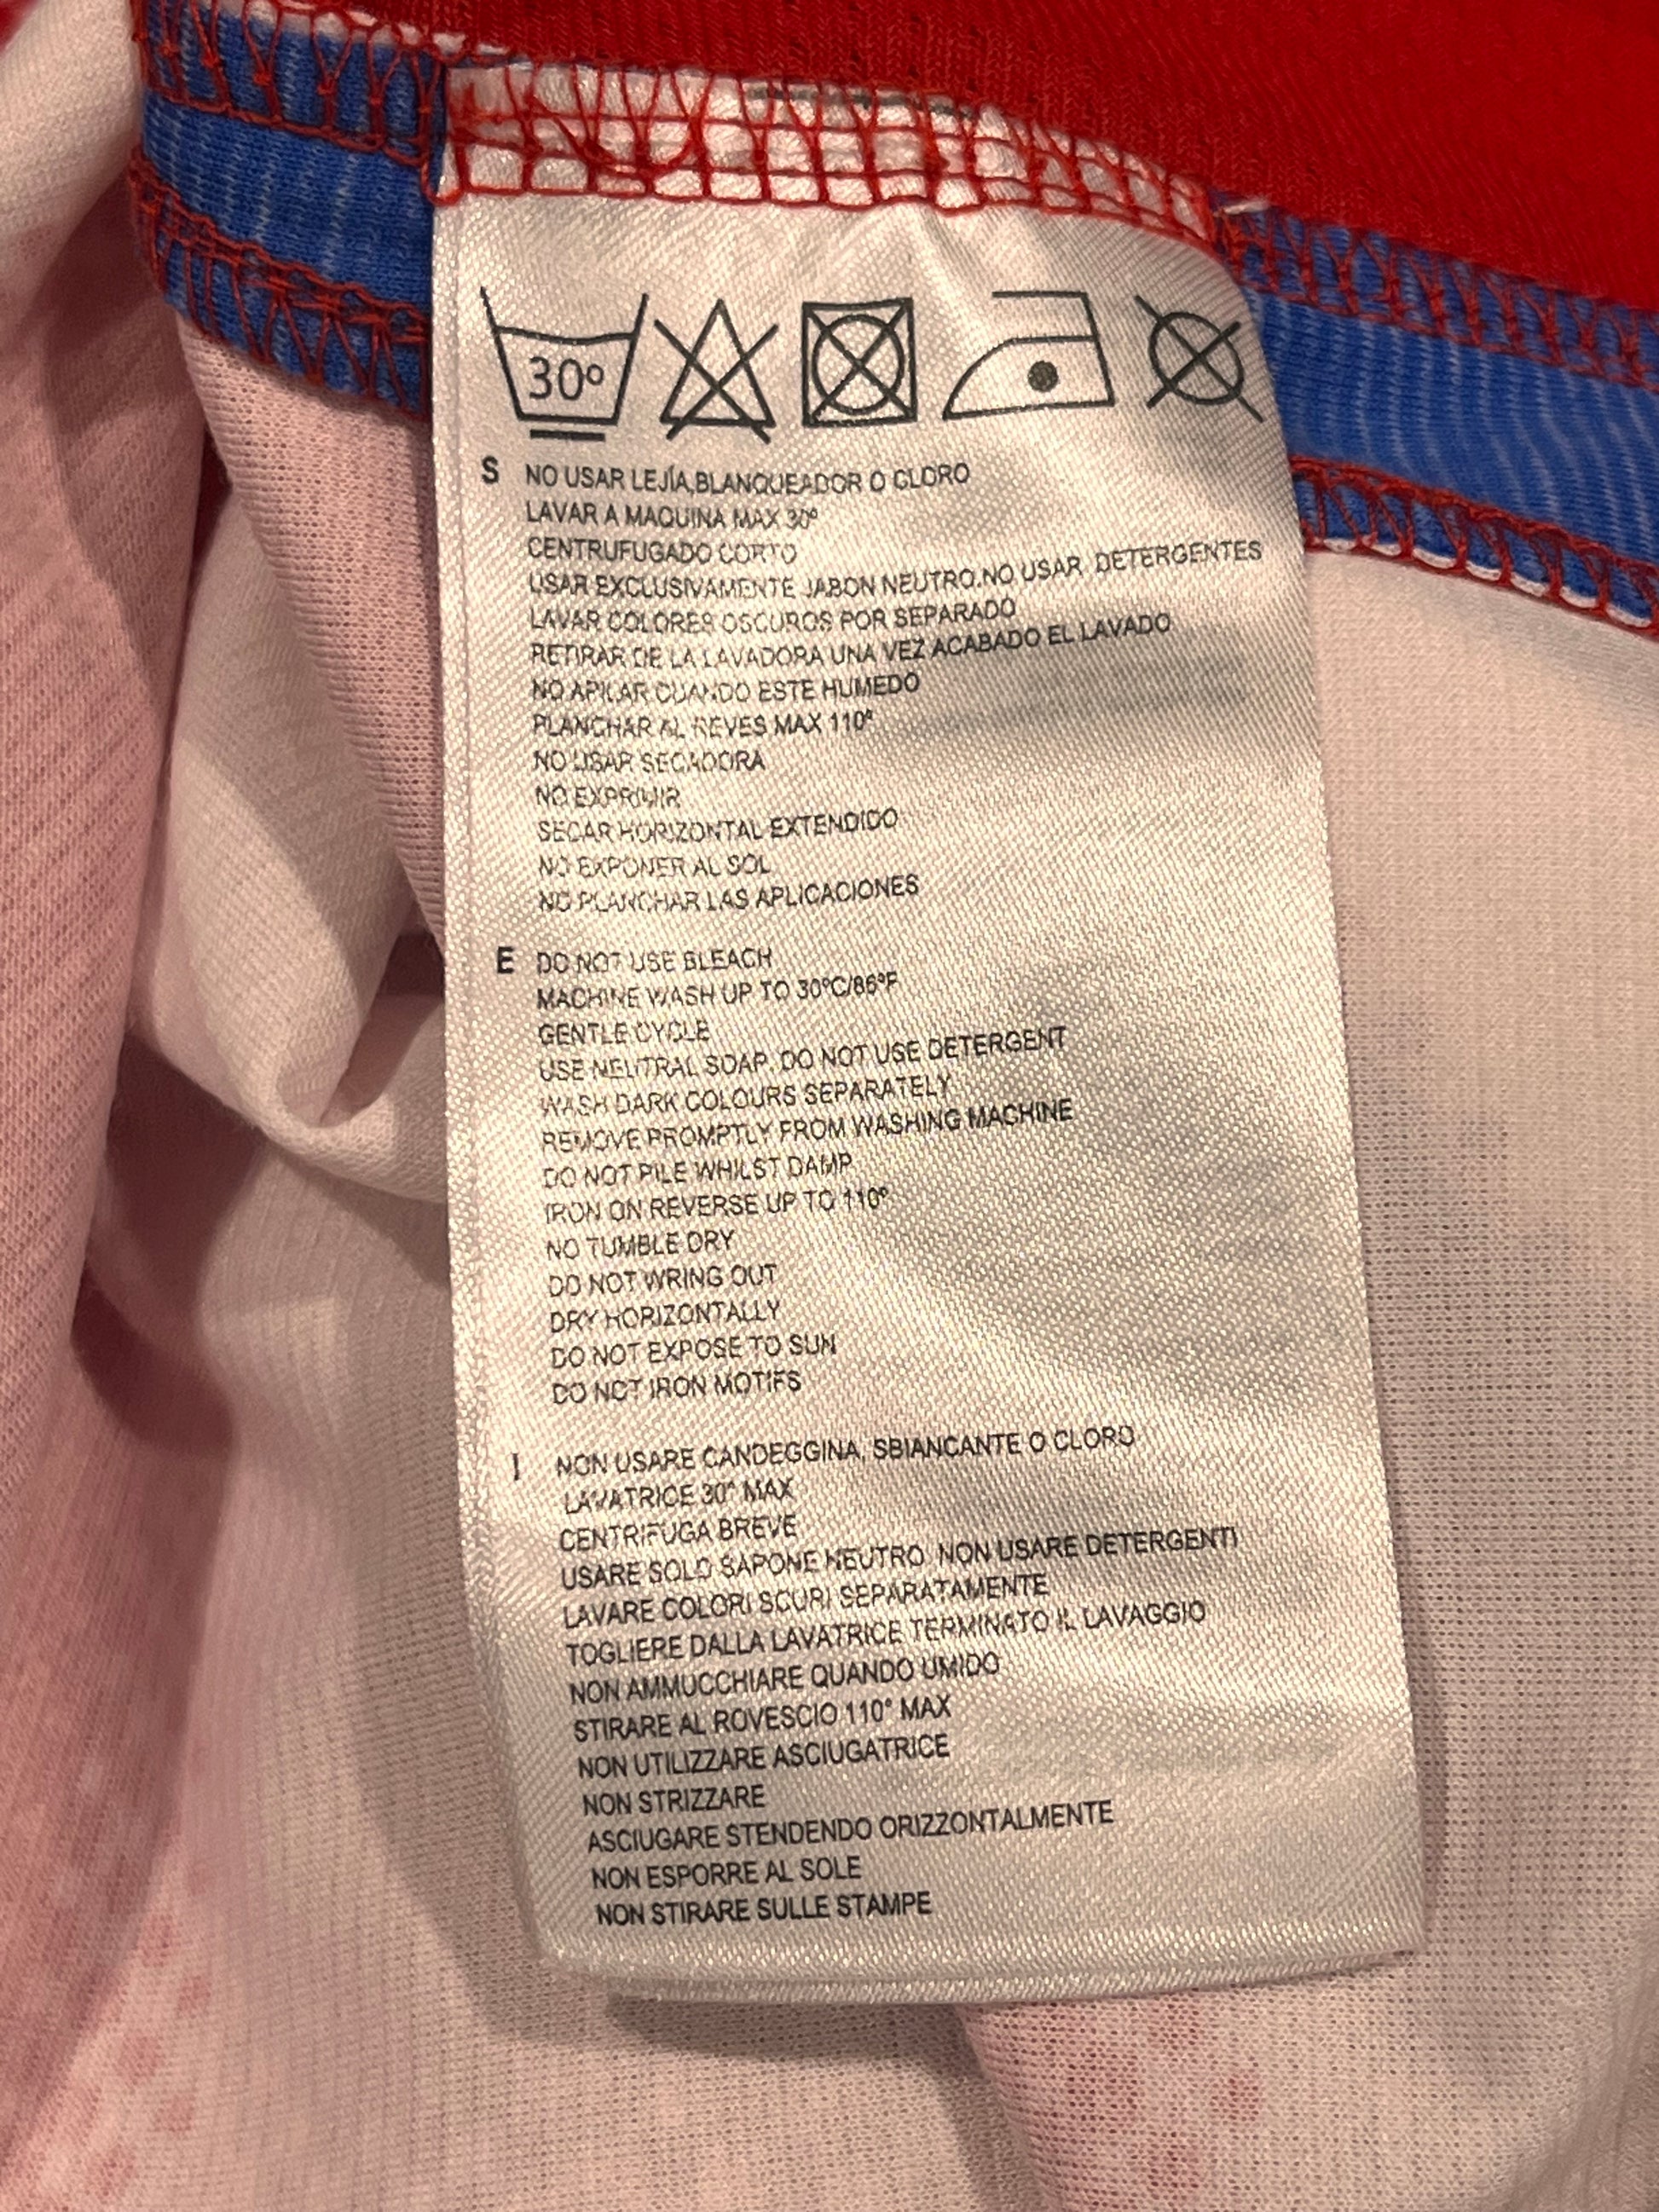 30º
S NO USAR LEJÍA,BLANQUEADOR O CLORO
LAVAR A MAQUINA MAX 30º
CENTRUFUGADO CORTO
USAR EXCLUSIVAMENTE JABON NEUTRO.NO USAR DETERGENTES
LAVAR COLORES OSCUROS POR SEPARADO
RETIRAR DE LA LAVADORA UNA VEZ ACABADO EL LAVADO
NO APILAR CUANDO ESTE HUMEDO
PLANCHAR AL REVES MAX 110º
NO USAR SECADORA
NO EXPRIMIR
SECAR HORIZONTAL EXTENDIDO
NO EXPONER AL SOL
NO PLANCHAR LAS APLICACIONES
E DO NOT USE BLEACH
MACHINE WASH UP TO 30ºC/86ºF
GENTLE CYCLE
USE NEUTRAL SOAP. DO NOT USE DETERGENT
WASH DARK COLOURS SEPARATELY
REMOVE PROMPTLY FROM WASHING MACHINE
DO NOT PILE WHILST DAMP
IRON ON REVERSE UP TO 110º
NO TUMBLE DRY
DO NOT WRING OUT
DRY HORIZONTALLY
DO NOT EXPOSE TO SUN
DO NOT IRON MOTIFS
I NON USARE CANDEGGINA, SBIANCANTE O CLORO
LAVATRICE 30° MAX
CENTRIFUGA BREVE
USARE SOLO SAPONE NEUTRO. NON USARE DETERGENTI
LAVARE COLORI SCURI SEPARATAMENTE
TOGLIERE DALLA LAVATRICE TERMINATO IL LAVAGGIO
NON AMMUCCHIARE QUANDO UMIDO
STIRARE AL ROVESCIO 110° MAX
NON UTILIZZARE ASCIUGATRICE
NON STRIZZARE
ASCIUGARE STENDENDO ORIZZONTALMENTE
NON ESPORRE AL SOLE
NON STIRARE SULLE STAMPE